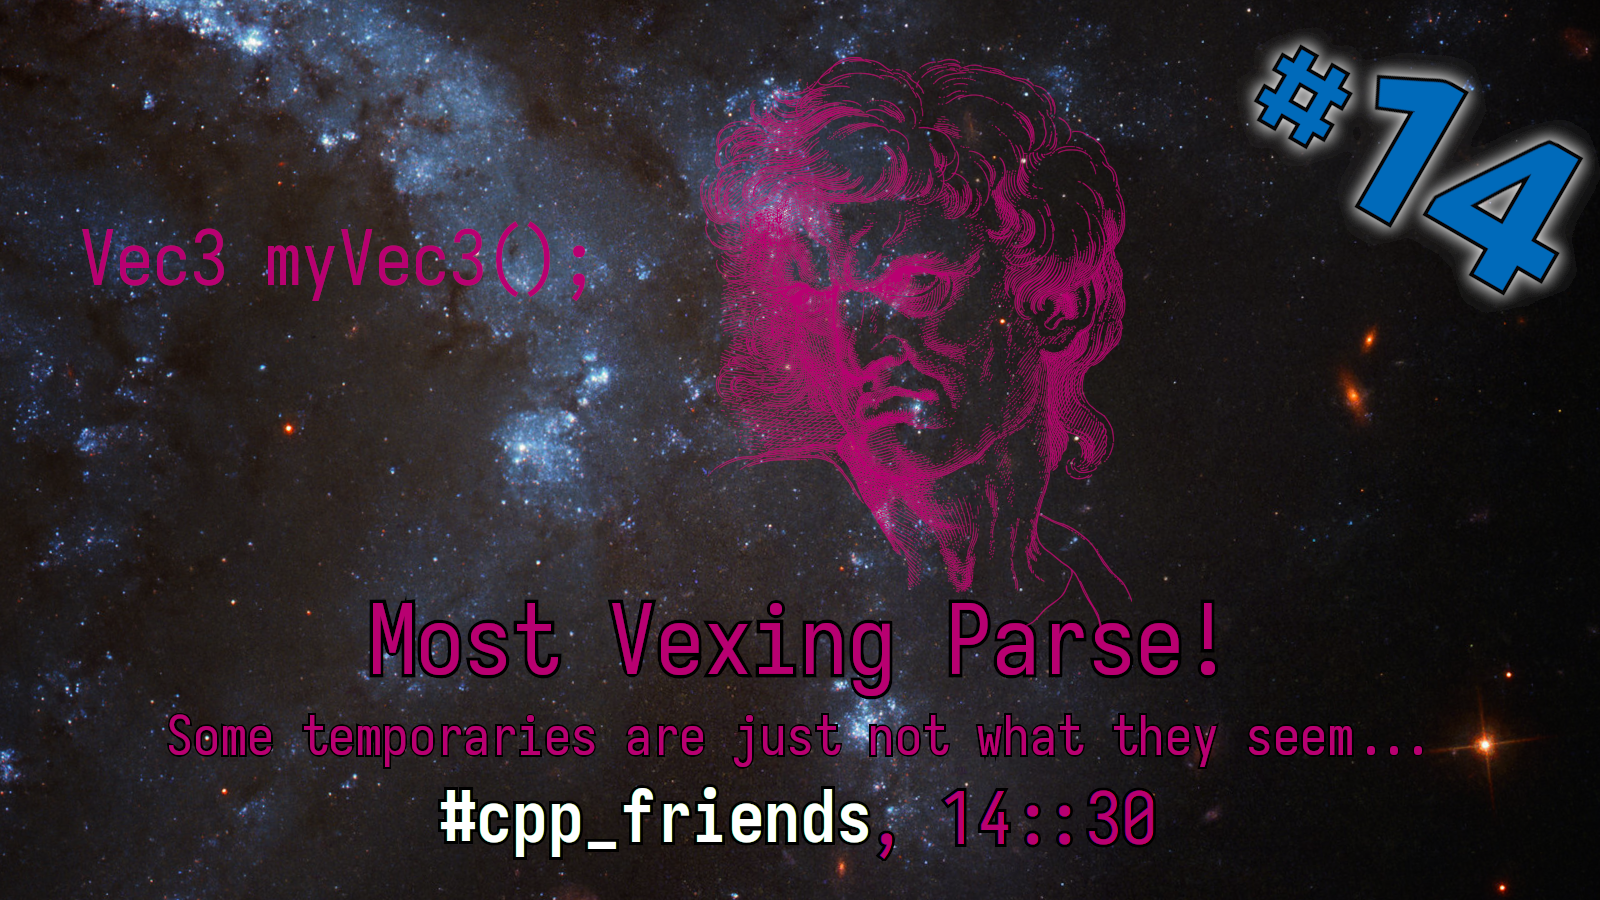 #14
Vec3 myVec3();
Most Vexing Parse!
Some temporaries are just not what they seem...
#cpp_friends, 14::30